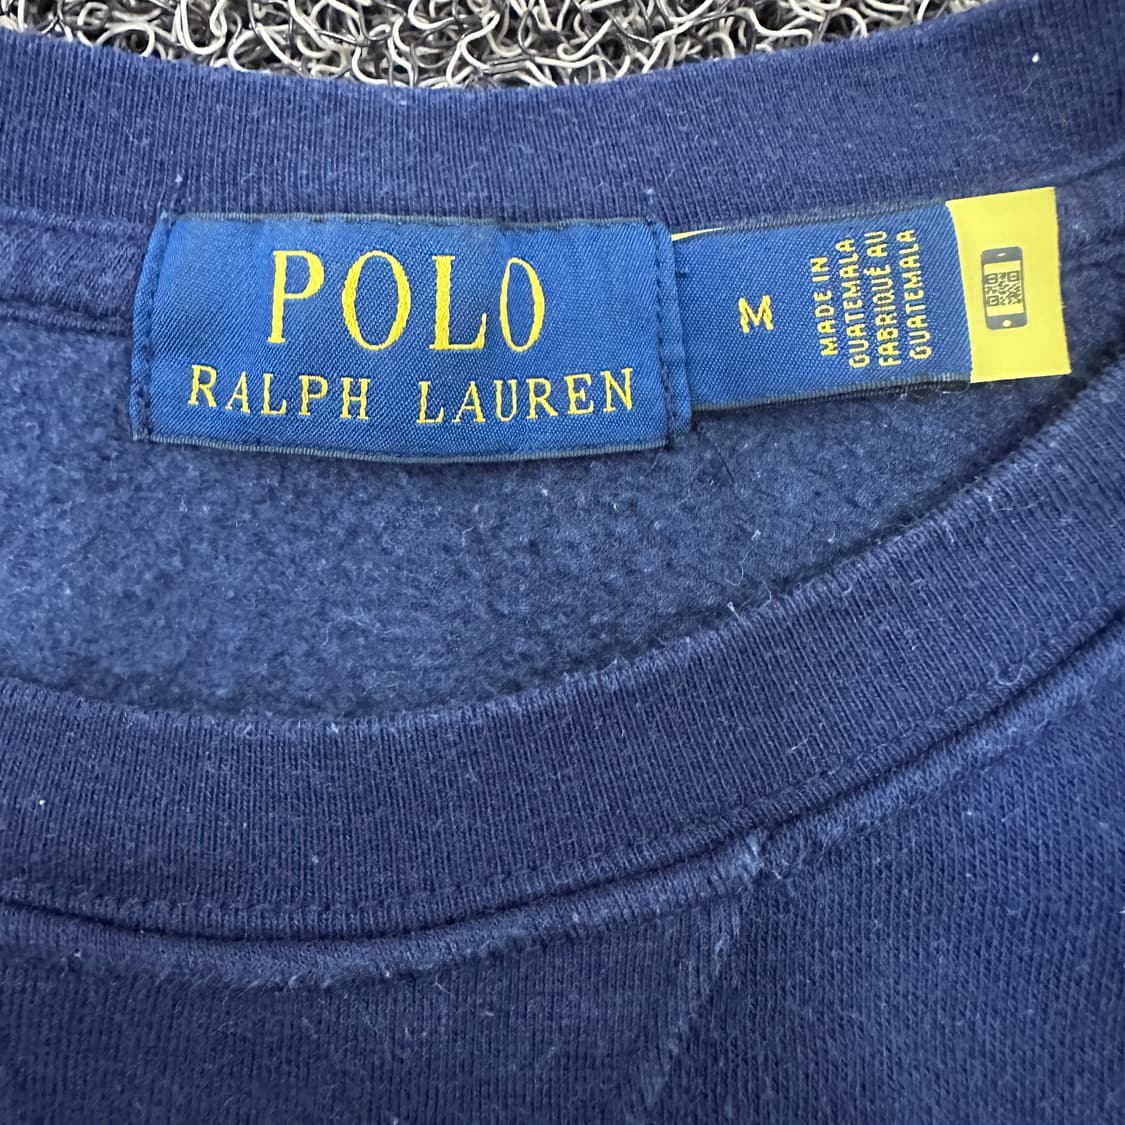 POLO
RALPH LAUREN
M
MADE IN
GUATEMALA
FABRIQUÉ AU
GUATEMALA